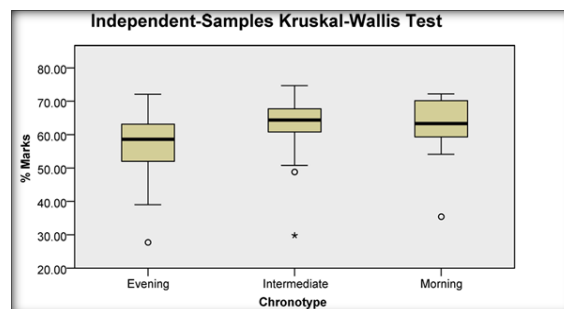 Independent-Samples Kruskal-Wallis Test
80.00
70.00
60.00
50.00
40.00
30.00
20.00
% Marks
Evening Intermediate Morning
Chronotype